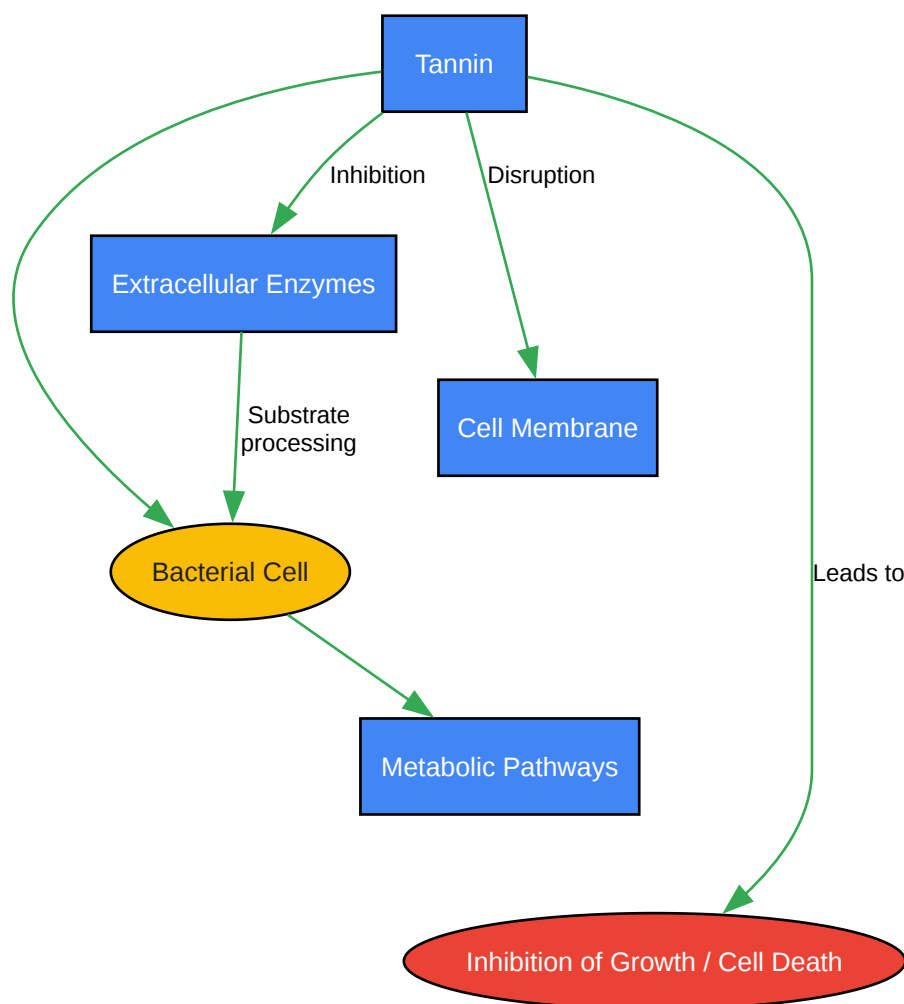 Tannin
Inhibition
Disruption
Extracellular Enzymes
Substrate
processing
Cell Membrane
Bacterial Cell
Leads to
Metabolic Pathways
Inhibition of Growth / Cell Death